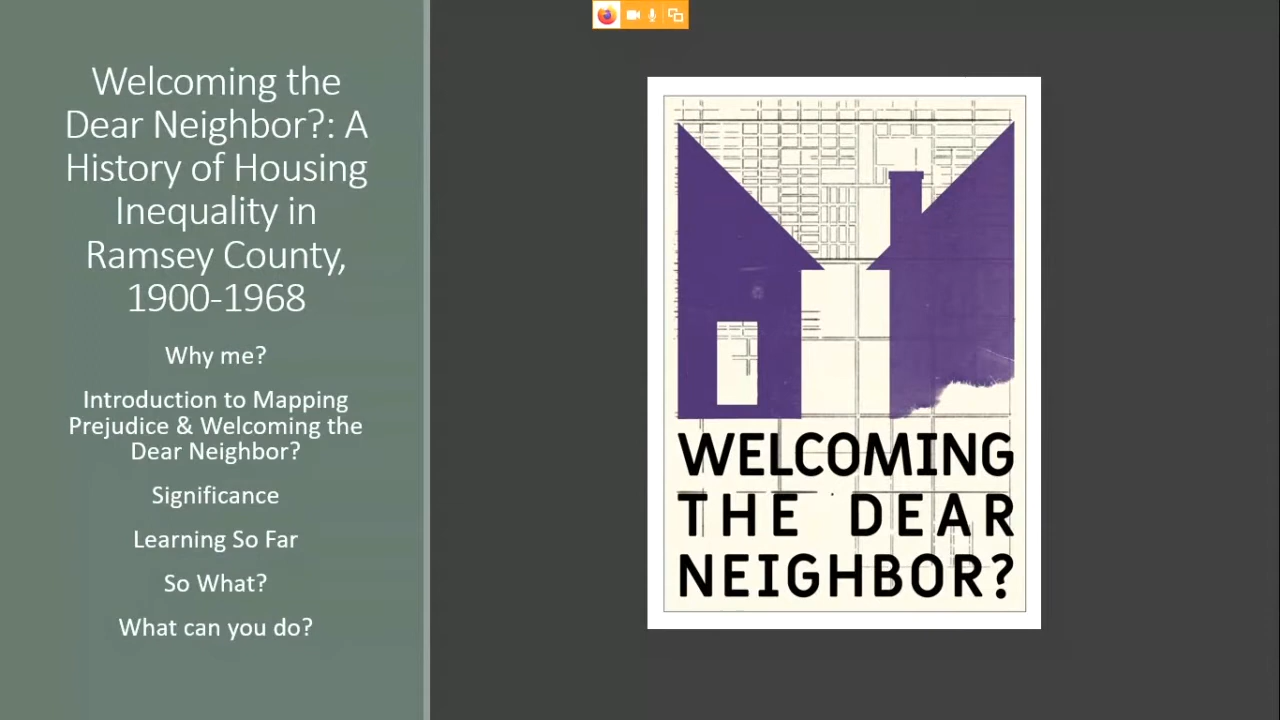 Welcoming the
Dear Neighbor?: A
History of Housing
Inequality in
Ramsey County,
1900-1968
Why me?
Introduction to Mapping
Prejudice & Welcoming the
Dear Neighbor?
Significance
Learning So Far
So What?
What can you do?
WELCOMING
THE DEAR
NEIGHBOR?